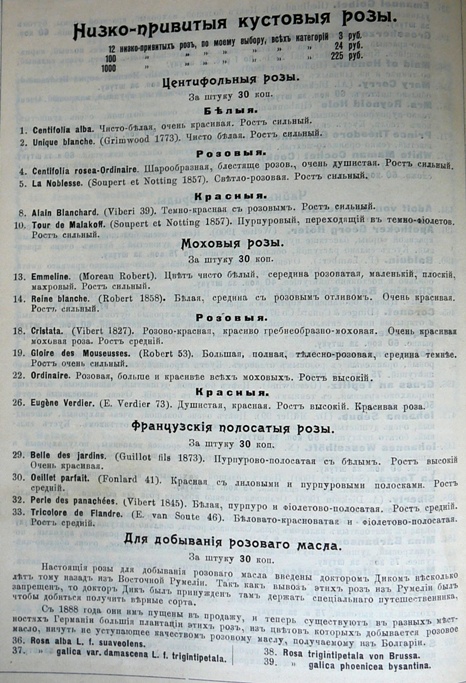 Низко-привитыя кустовыя розы.
12 низко-привитыхъ розъ, по моему выбору, всѣхъ категорій 3 руб.
100 „ „ „ „ „ „ „ 24 руб.
1000 „ „ „ „ „ „ „ 225 руб.
Центифольныя розы.
За штуку 30 коп.
Бѣлыя.
1. Centifolia alba. Чисто-бѣлая, очень красивая. Ростъ сильный.
2. Unique blanche. (Grimwood 1773). Чисто бѣлая. Ростъ сильный.
Розовыя.
4. Centifolia rosea-Ordinaire. Шарообразная, блестяще розов., очень душистая. Ростъ сильный.
5. La Noblesse. (Soupert et Notting 1857). Свѣтло-розовая. Ростъ сильный.
Красныя.
8. Alain Blanchard. (Viberi 39). Темно-красная съ розовымъ. Ростъ сильный.
10. Tour de Malakoff. (Soupert et Notting 1857). Пурпуровый, переходящій въ темно-фіолетов.
Ростъ сильный.
Моховыя розы.
За штуку 30 коп.
13. Emmeline. (Moreau Robert). Цвѣтъ чисто бѣлый, середина розоватая, маленькій, плоскій,
махровый. Ростъ сильный.
14. Reine blanche. (Robert 1858). Бѣлая, средина съ розовымъ отливомъ. Очень красивая.
Ростъ сильный.
Розовыя.
18. Cristata. (Vibert 1827). Розово-красная, красиво гребнеобразно-моховая. Очень красивая
моховая роза. Ростъ средній.
19. Gloire des Mouseusses. (Robert 53). Большая, полная, тѣлесно-розовая, средина темнѣе.
Ростъ очень сильный.
22. Ordinaire. Розовая, больше и красивѣе всѣхъ моховыхъ. Ростъ высокій.
Красныя.
26. Eugène Verdier. (E. Verdier 73). Душистая, красная. Ростъ высокій. Красивая роза.
Французскія полосатыя розы.
За штуку 30 коп.
29. Belle des jardins. (Guillot fils 1873). Пурпурово-полосатая съ бѣлымъ. Ростъ высокій
Очень красивая.
30. Oeillet parfait. (Fonlard 41). Красная съ лиловыми и пурпуровыми полосами. Ростъ
средній.
32. Perle des panachées. (Vibert 1845). Бѣлая, пурпуро и фіолетово-полосатая. Ростъ средній.
33. Tricolore de Flandre. (E. van Soute 46). Бѣловато-красноватая и фіолетово-полосатая.
Ростъ средній.
Для добыванія розоваго масла.
За штуку 30 коп.
Настоящія розы для добыванія розоваго масла введены докторомъ Дикомъ нѣсколько
лѣтъ тому назадъ изъ Восточной Румеліи. Такъ какъ вывозъ этихъ розъ изъ Румеліи былъ
запрещенъ, то докторъ Дикъ былъ принужденъ тамъ держать спеціальнаго путешественника,
чтобы добиться получить вѣрные сорта.
Съ 1888 года они имъ пущены въ продажу, и теперь существуютъ въ разныхъ мѣст-
ностяхъ Германіи большія плантаціи этихъ розъ, изъ цвѣтовъ которыхъ добывается розовое
масло, ничуть не уступающее качествомъ розовому маслу, получаемому изъ Болгаріи.
36. Rosa alba L. f. suaveolens.
37. „ gallica var. damascena L. f. trigintipetala.
38. Rosa trigintipetala von Brussa.
39. „ galica phoenicea byzantina.